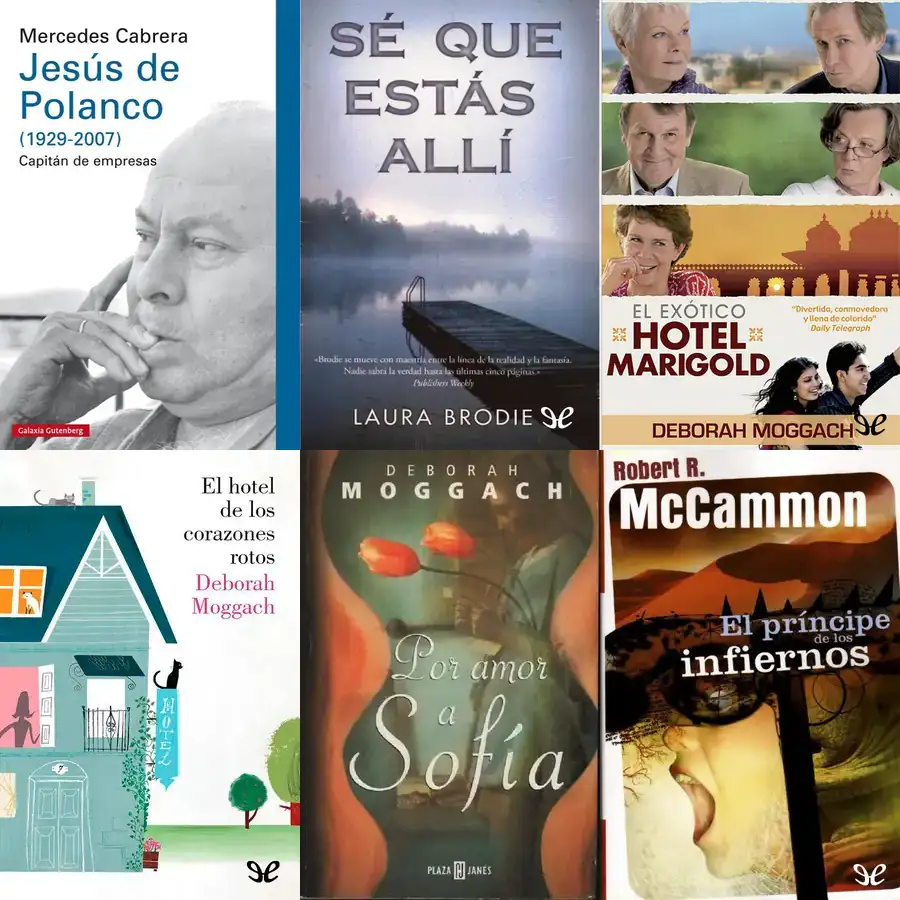 Mercedes Cabrera
Jesús de
Polanco
(1929-2007)
Capitán de empresas
Galaxia Gutenberg
SÉ QUE
ESTÁS
ALLÍ
«Brodie se mueve con maestría entre la línea de la realidad y la fantasía.
Nadie sabrá la verdad hasta las últimas cinco páginas.»
Publishers Weekly
LAURA BRODIE
EL EXÓTICO
HOTEL
MARIGOLD
"Divertida, conmovedora
y llena de colorido"
Daily Telegraph
DEBORAH MOGGACH
El hotel
de los
corazones
rotos
Deborah
Moggach
HOTEL
7
DEBORAH
MOGGACH
Por amor
a
Sofía
PLAZA JANES
Robert R.
McCammon
El príncipe
de los
infiernos